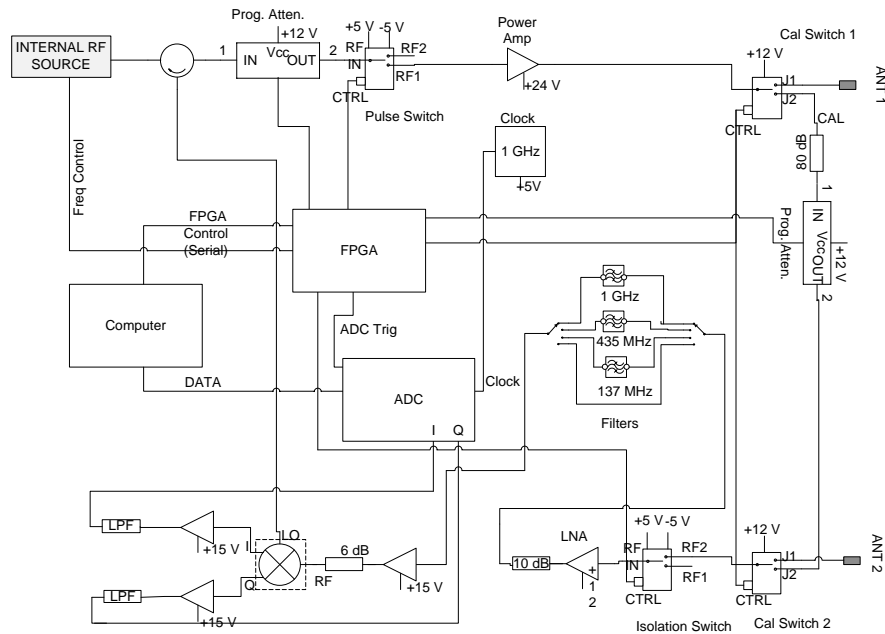 Prog. Atten.
+12 V
INTERNAL RF
SOURCE
1
IN
Vcc
OUT
2
+5 V
-5 V
RF
IN
RF2
RF1
CTRL
Pulse Switch
Power
Amp
+24 V
Cal Switch 1
+12 V
J1
J2
CTRL
ANT 1
CAL
80 dB
1
IN
Vcc
OUT
+12 V
2
Prog. Atten.
Clock
1 GHz
+5V
Freq Control
FPGA
Control
(Serial)
FPGA
Computer
ADC Trig
DATA
ADC
Clock
I
Q
1 GHz
435 MHz
137 MHz
Filters
LPF
+15 V
I
LO
Q
RF
6 dB
+15 V
LPF
+15 V
10 dB
LNA
+
1
2
+5 V
-5 V
RF
IN
RF2
RF1
CTRL
Isolation Switch
+12 V
J1
J2
CTRL
Cal Switch 2
ANT 2